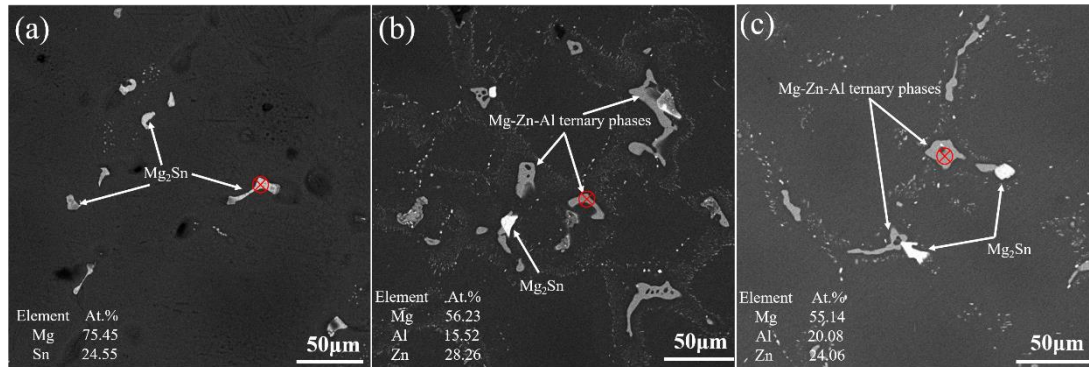 (a)
Mg₂Sn
Element At.%
Mg 75.45
Sn 24.55
50μm
(b)
Mg-Zn-Al ternary phases
Mg₂Sn
Element At.%
Mg 56.23
Al 15.52
Zn 28.26
50μm
(c)
Mg-Zn-Al ternary phases
Mg₂Sn
Element At.%
Mg 55.14
Al 20.08
Zn 24.06
50μm